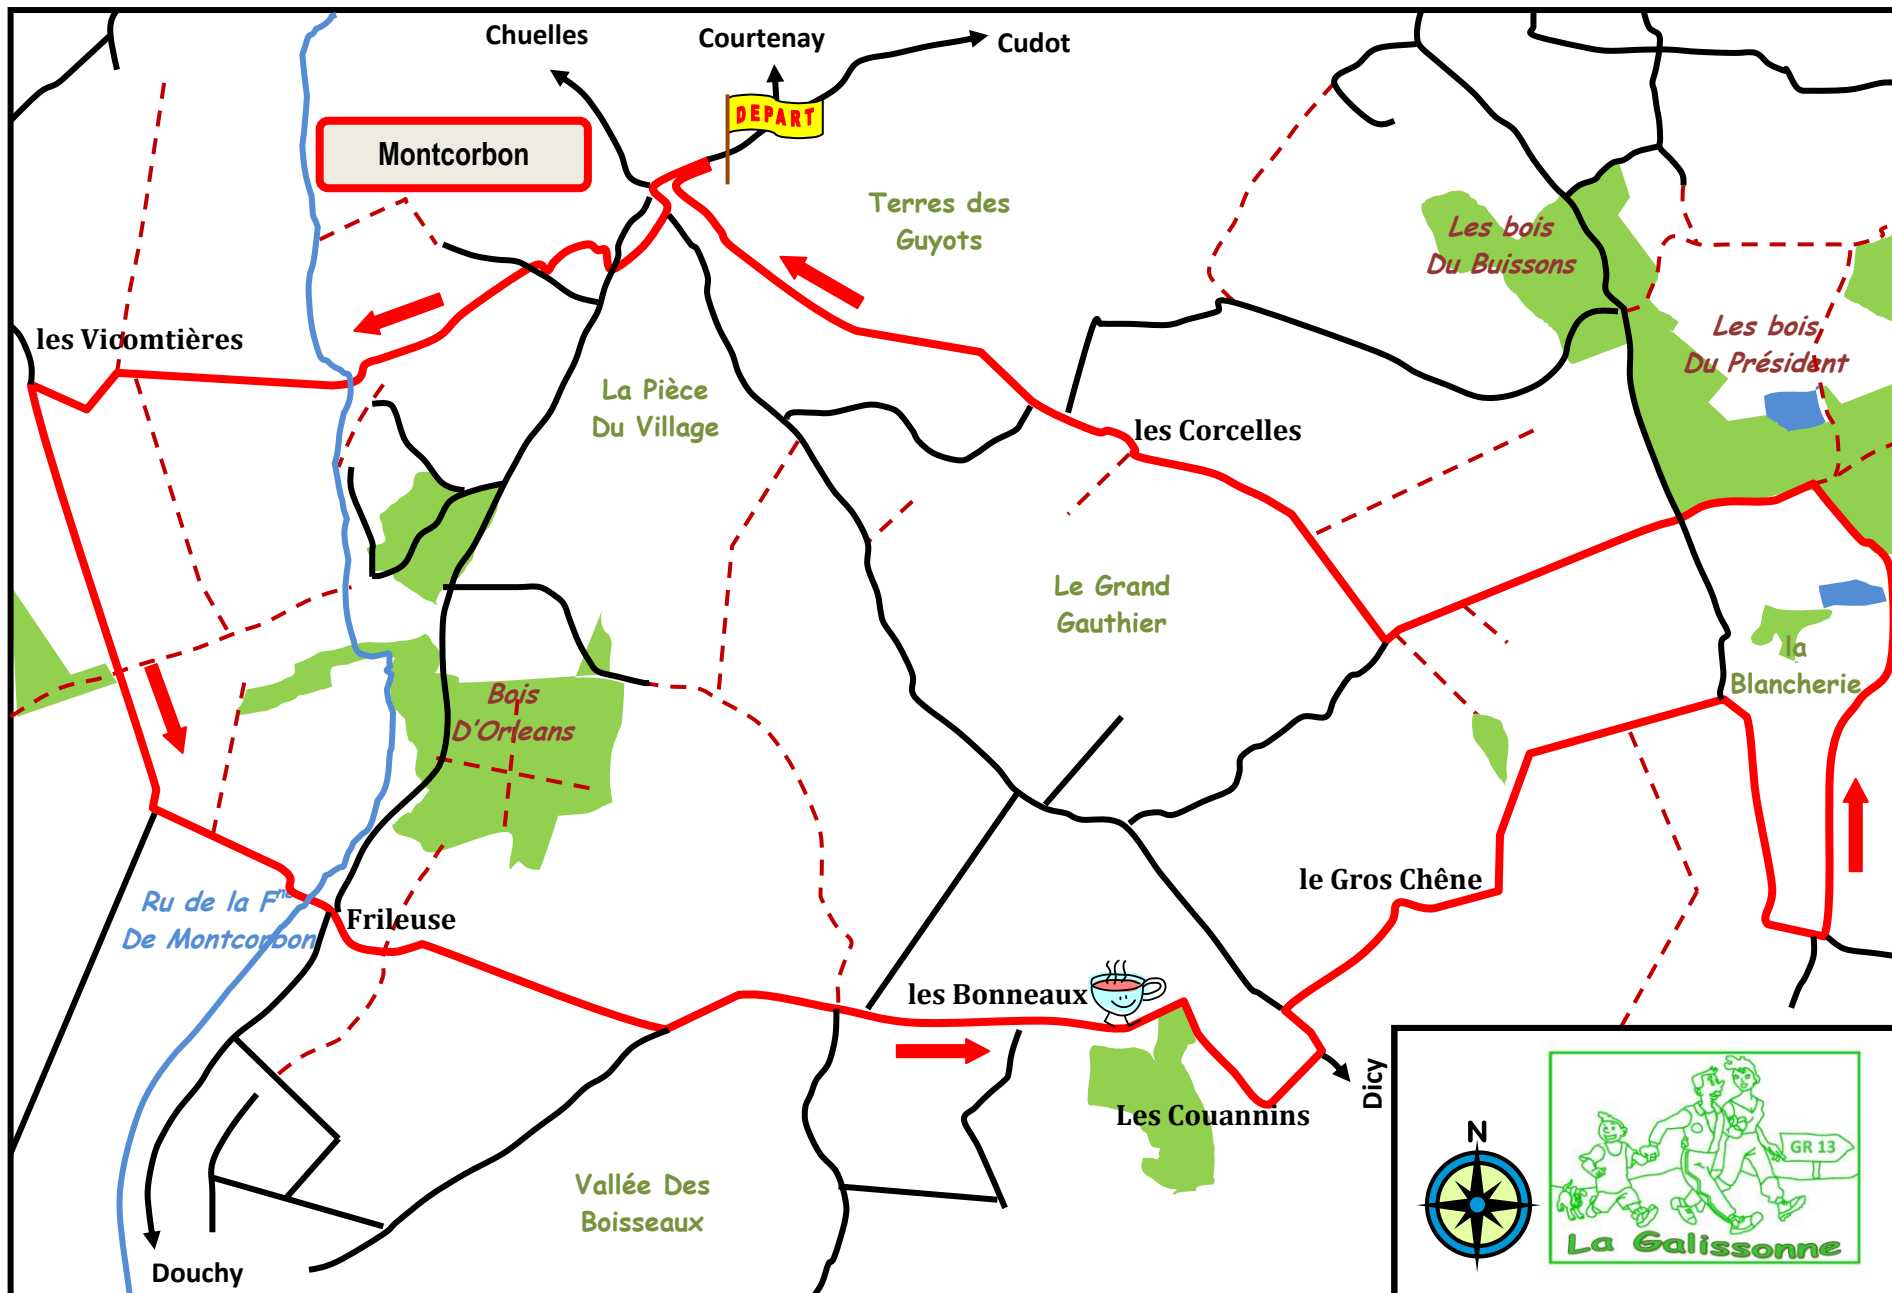 Chuelles
Courtenay
Cudot
DEPART
Montcorbon
Terres des
Guyots
Les bois
Du Buissons
les Vicomtières
Les bois
Du Président
La Pièce
Du Village
les Corcelles
Le Grand
Gauthier
la
Blancherie
Bois
D'Orleans
le Gros Chêne
Ru de la Fne
De Montcorbon
Frileuse
les Bonneaux
Les Couannins
Dicy
Vallée Des
Boisseaux
Douchy
N
GR 13
La Galissonne